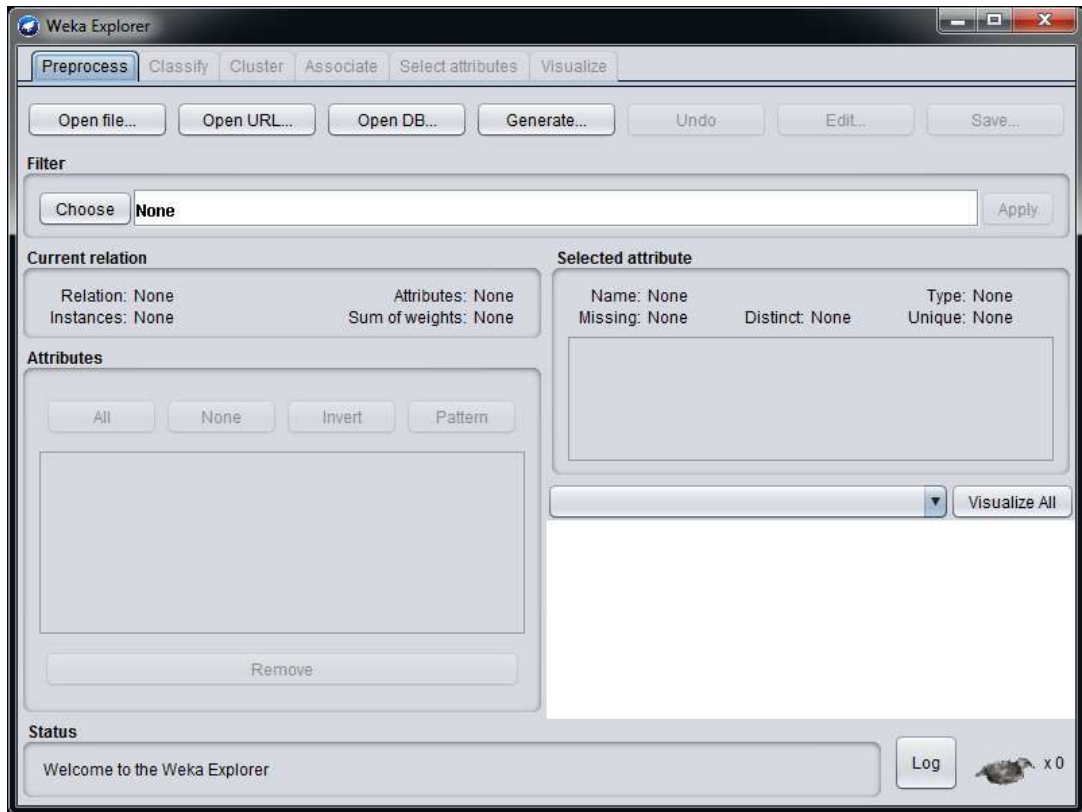 Weka Explorer
Preprocess Classify Cluster Associate Select attributes Visualize
Open file... Open URL... Open DB... Generate... Undo Edit... Save...
Filter
Choose None Apply
Current relation
Relation: None Attributes: None
Instances: None Sum of weights: None
Selected attribute
Name: None Type: None
Missing: None Distinct: None Unique: None
Attributes
All None Invert Pattern
Remove
Visualize All
Status
Welcome to the Weka Explorer
Log x 0